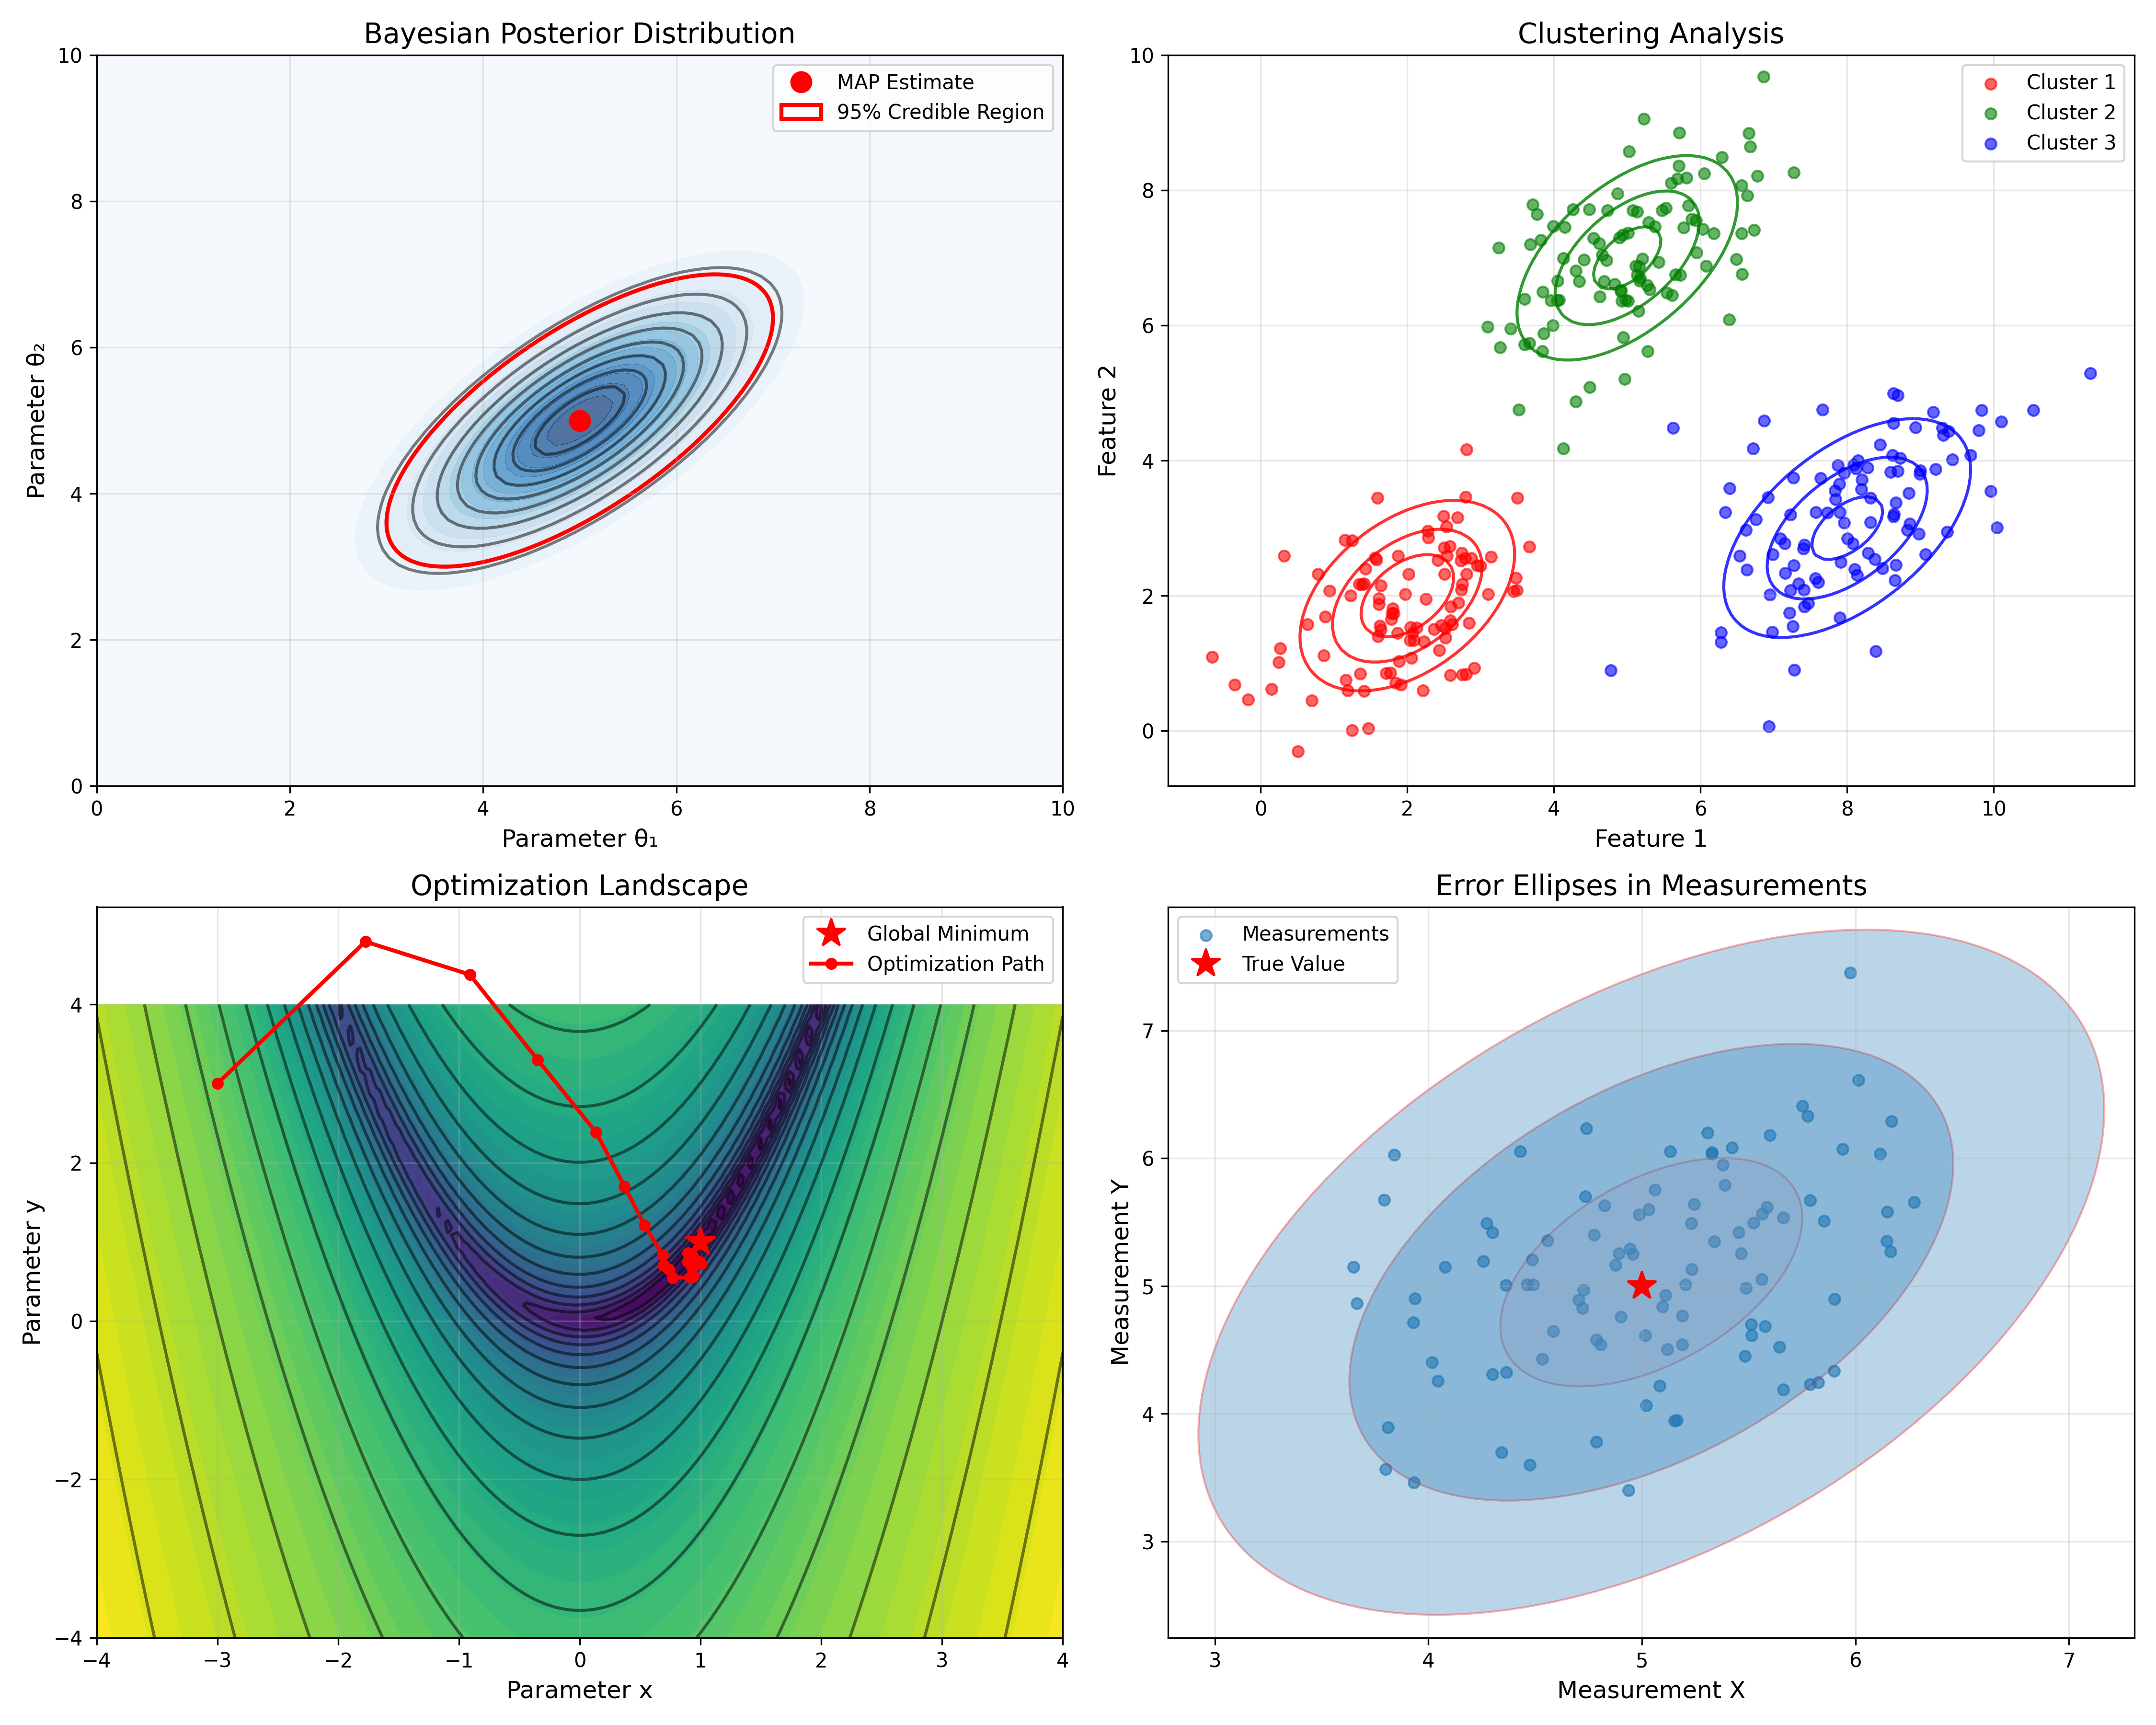 Bayesian Posterior Distribution
MAP Estimate
95% Credible Region
10
8
6
4
2
0
0 2 4 6 8 10
Parameter θ₂
Parameter θ₁
Clustering Analysis
Cluster 1
Cluster 2
Cluster 3
10
8
6
4
2
0
0 2 4 6 8 10
Feature 2
Feature 1
Optimization Landscape
Global Minimum
Optimization Path
4
2
0
−2
−4
−4 −3 −2 −1 0 1 2 3 4
Parameter y
Parameter x
Error Ellipses in Measurements
Measurements
True Value
7
6
5
4
3
3 4 5 6 7
Measurement Y
Measurement X